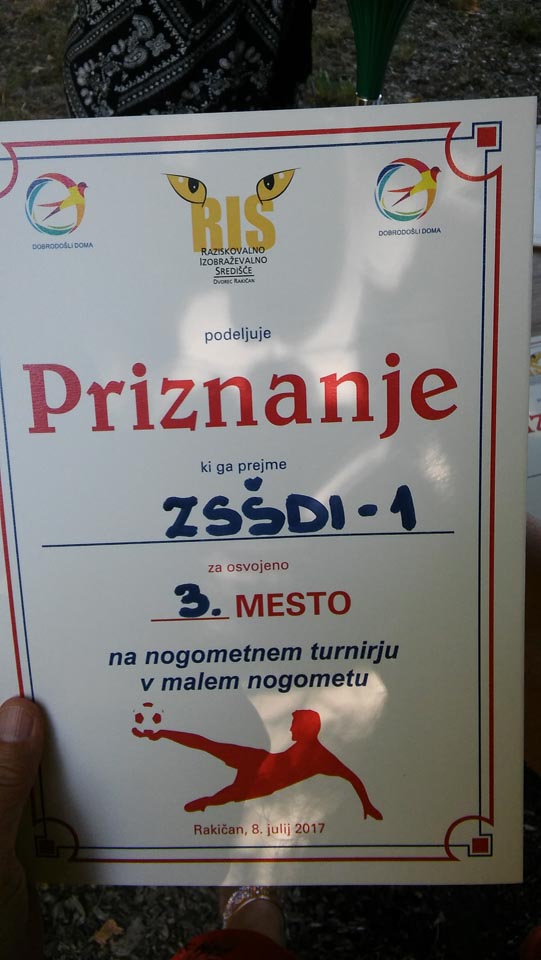 DOBRODOŠLI DOMA
RIS
RAZISKOVALNO
IZOBRAŽEVALNO
SREDIŠČE
DVOREC RAKIČAN
DOBRODOŠLI DOMA
podeljuje
Priznanje
ki ga prejme
ZSŠDI-1
za osvojeno
3. MESTO
na nogometnem turnirju
v malem nogometu
Rakičan, 8. julij 2017